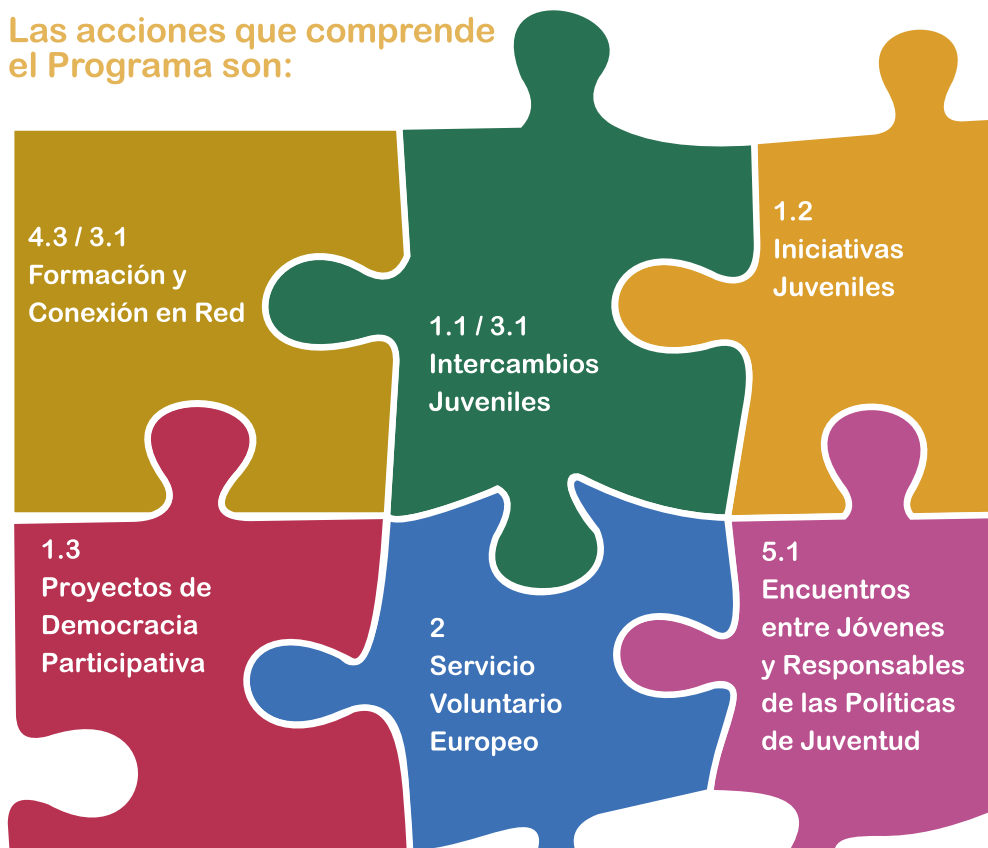 Las acciones que comprende
el Programa son:
4.3 / 3.1
Formación y
Conexión en Red
1.1 / 3.1
Intercambios
Juveniles
1.2
Iniciativas
Juveniles
1.3
Proyectos de
Democracia
Participativa
2
Servicio
Voluntario
Europeo
5.1
Encuentros
entre Jóvenes
y Responsables
de las Políticas
de Juventud